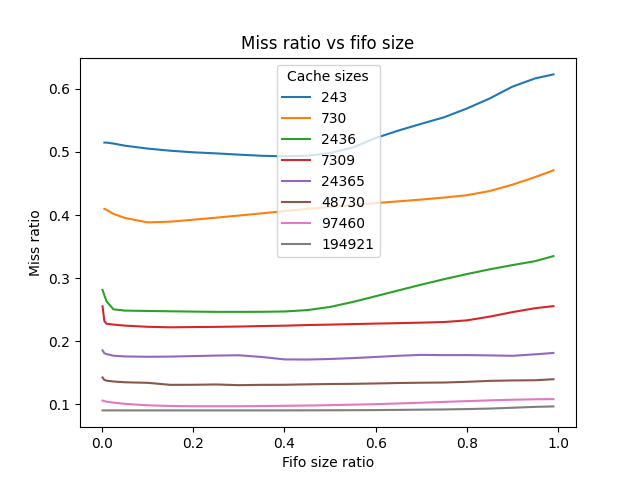 Miss ratio vs fifo size
Cache sizes
243
730
2436
7309
24365
48730
97460
194921
Miss ratio
0.6
0.5
0.4
0.3
0.2
0.1
0.0 0.2 0.4 0.6 0.8 1.0
Fifo size ratio